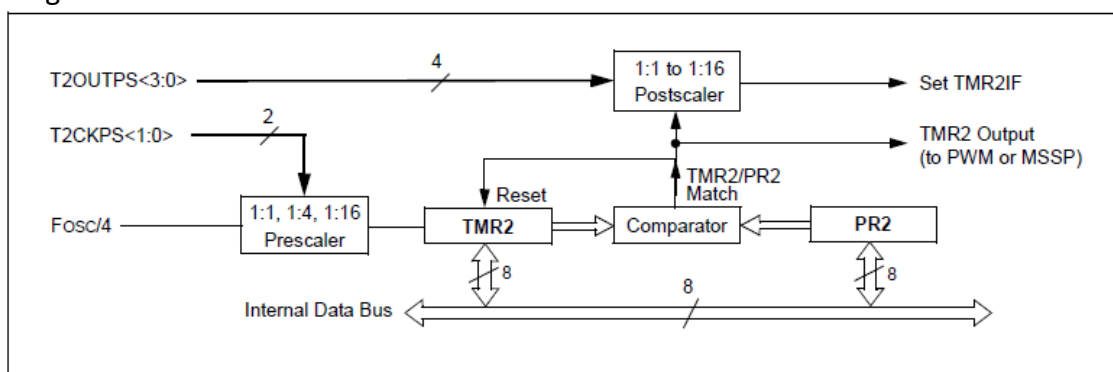 T2OUTPS<3:0>
4
1:1 to 1:16
Postscaler
Set TMR2IF
T2CKPS<1:0>
2
TMR2 Output
(to PWM or MSSP)
Reset
TMR2/PR2
Match
Fosc/4
1:1, 1:4, 1:16
Prescaler
TMR2
Comparator
PR2
8
8
Internal Data Bus
8